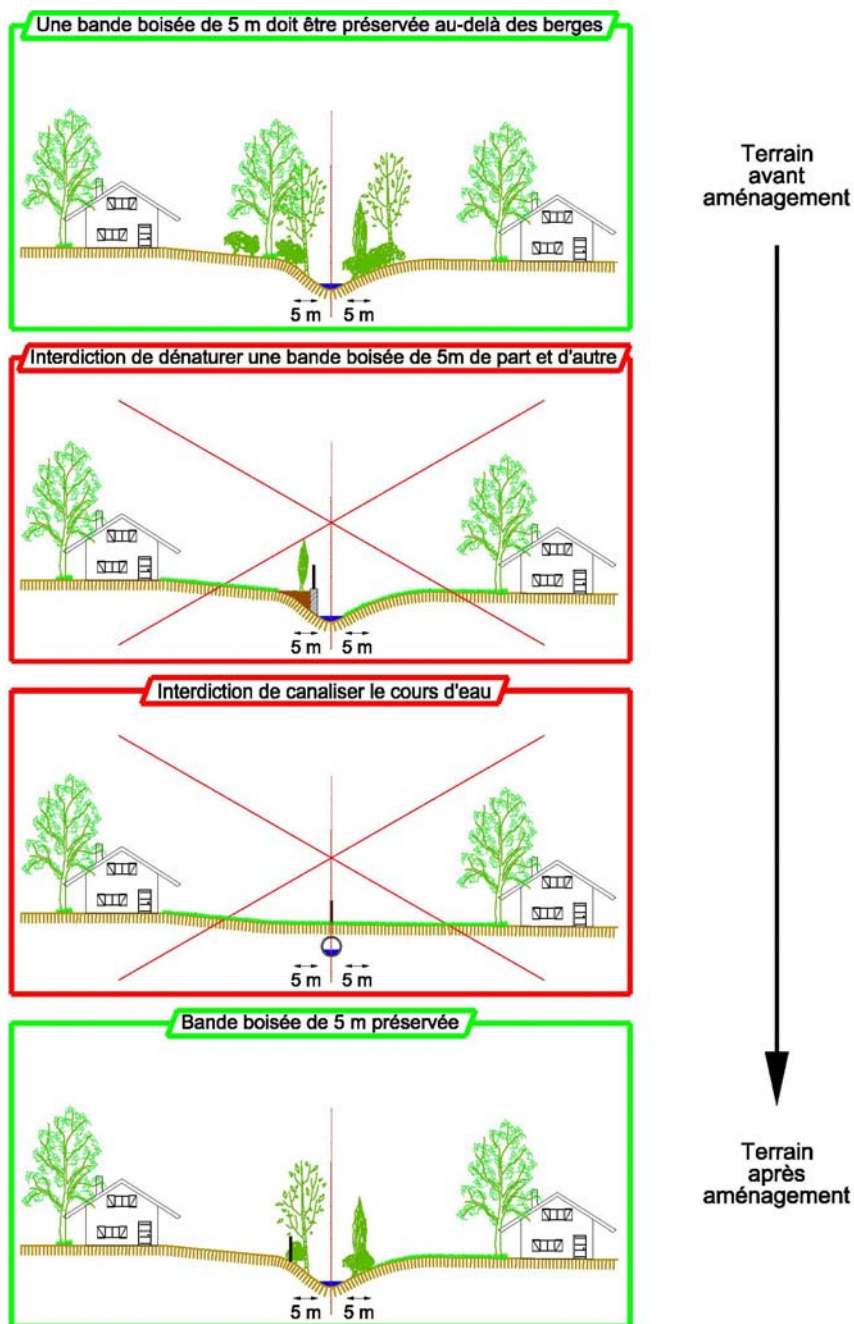 Une bande boisée de 5 m doit être préservée au-delà des berges
Terrain
avant
aménagement
5 m 5 m
Interdiction de dénaturer une bande boisée de 5m de part et d'autre
5 m 5 m
Interdiction de canaliser le cours d'eau
5 m 5 m
Bande boisée de 5 m préservée
Terrain
après
aménagement
5 m 5 m